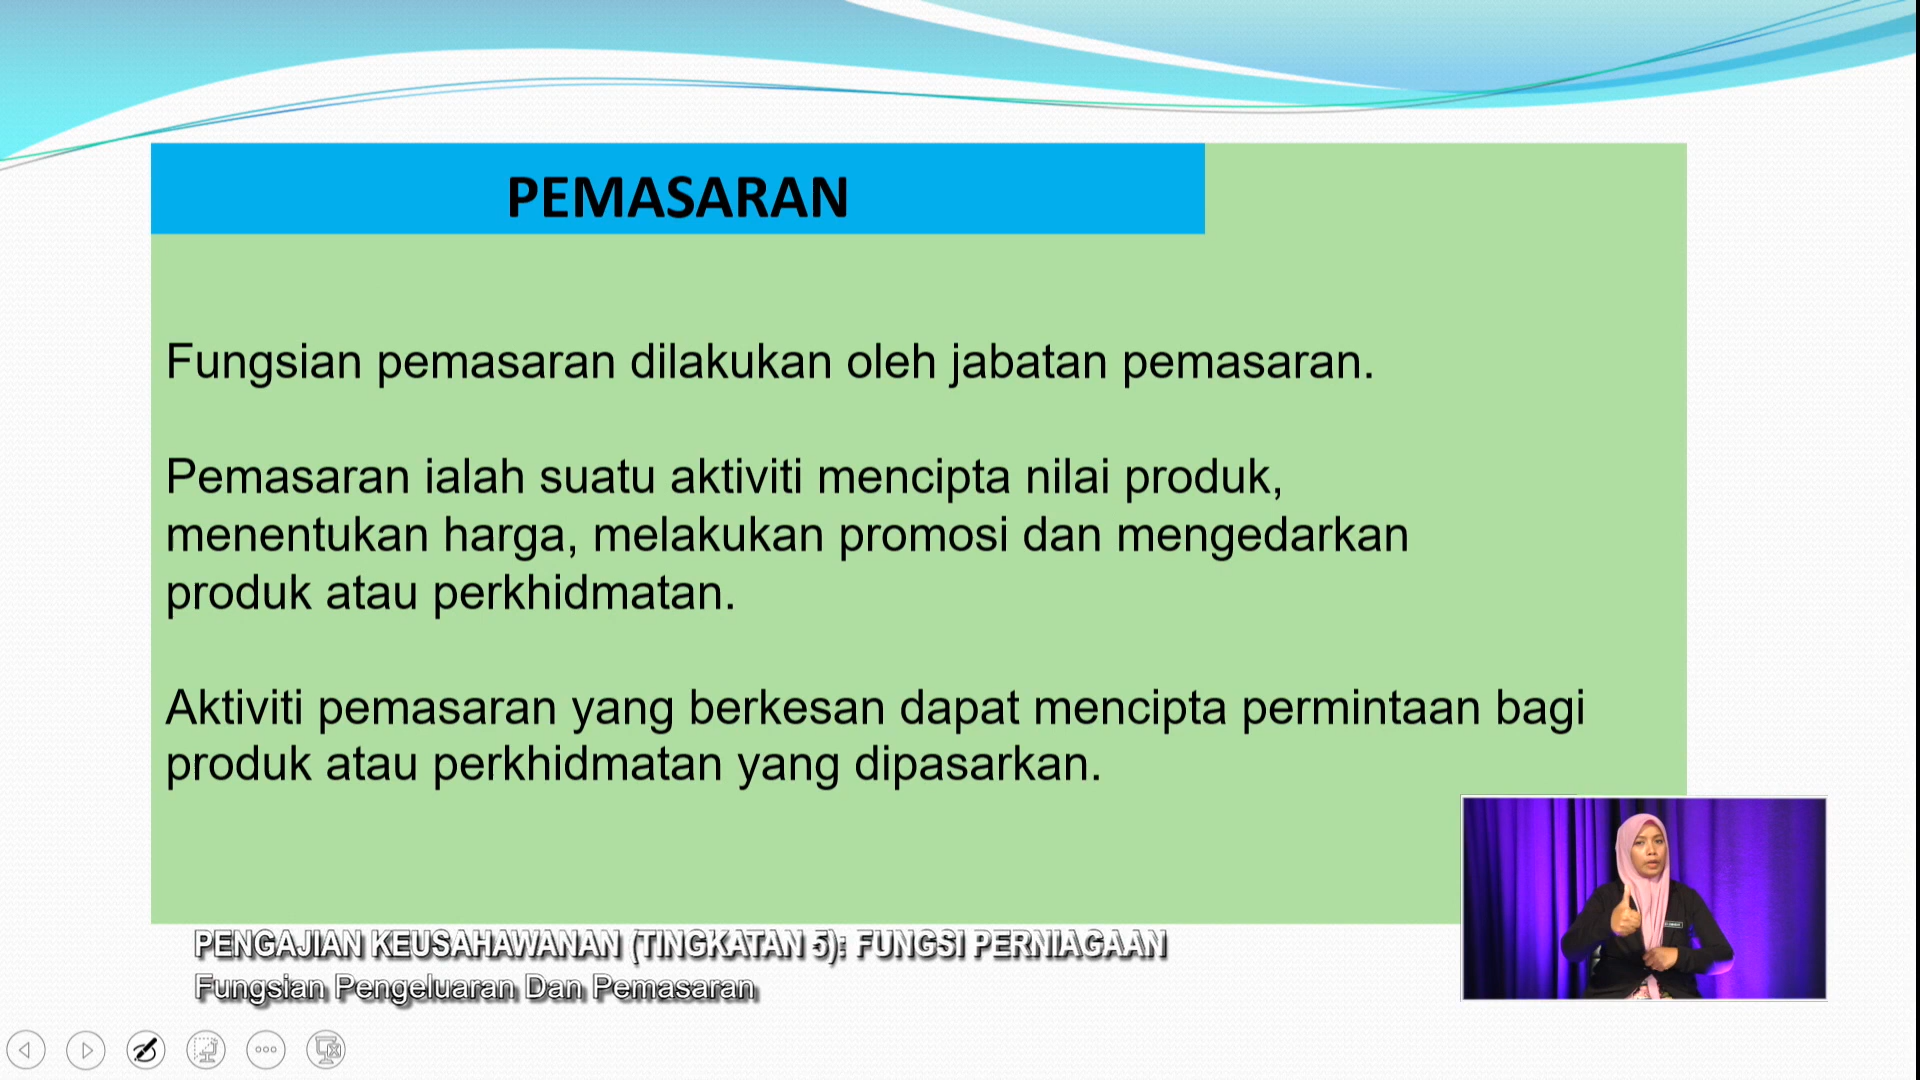 PEMASARAN
Fungsian pemasaran dilakukan oleh jabatan pemasaran.
Pemasaran ialah suatu aktiviti mencipta nilai produk,
menentukan harga, melakukan promosi dan mengedarkan
produk atau perkhidmatan.
Aktiviti pemasaran yang berkesan dapat mencipta permintaan bagi
produk atau perkhidmatan yang dipasarkan.
PENGAJIAN KEUSAHAWANAN (TINGKATAN 5): FUNGSI PERNIAGAAN
Fungsian Pengeluaran Dan Pemasaran